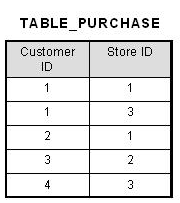 TABLE_PURCHASE
Customer ID Store ID
1 1
1 3
2 1
3 2
4 3